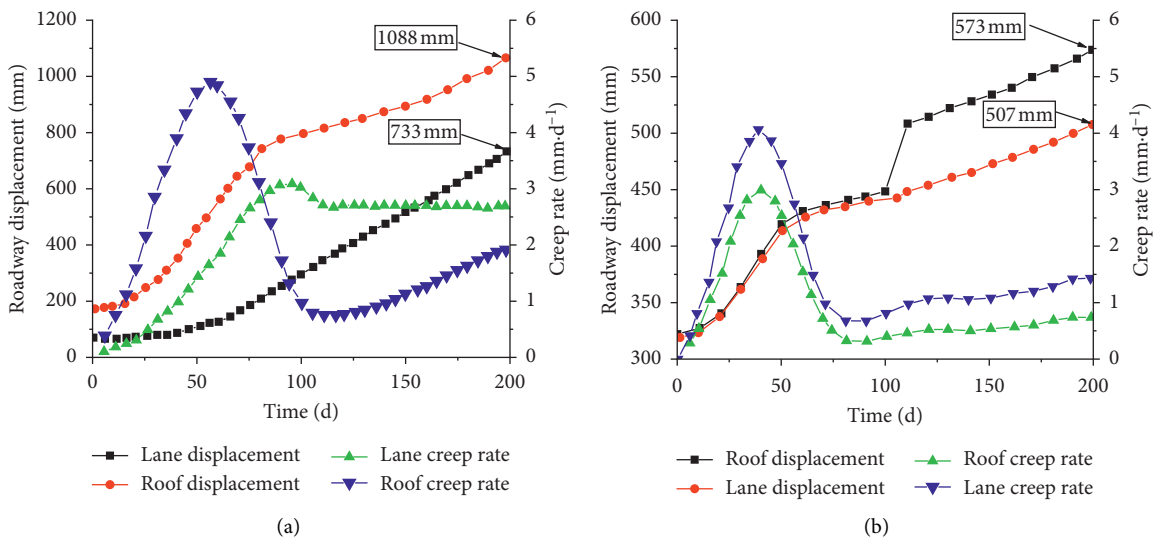 1200
1000
800
600
400
200
0
Roadway displacement (mm)
0 50 100 150 200
Time (d)
6
5
4
3
2
1
0
Creep rate (mm·d⁻¹)
1088 mm
733 mm
Lane displacement
Roof displacement
Lane creep rate
Roof creep rate
(a)
600
550
500
450
400
350
300
Roadway displacement (mm)
0 50 100 150 200
Time (d)
6
5
4
3
2
1
0
Creep rate (mm·d⁻¹)
573 mm
507 mm
Roof displacement
Lane displacement
Roof creep rate
Lane creep rate
(b)